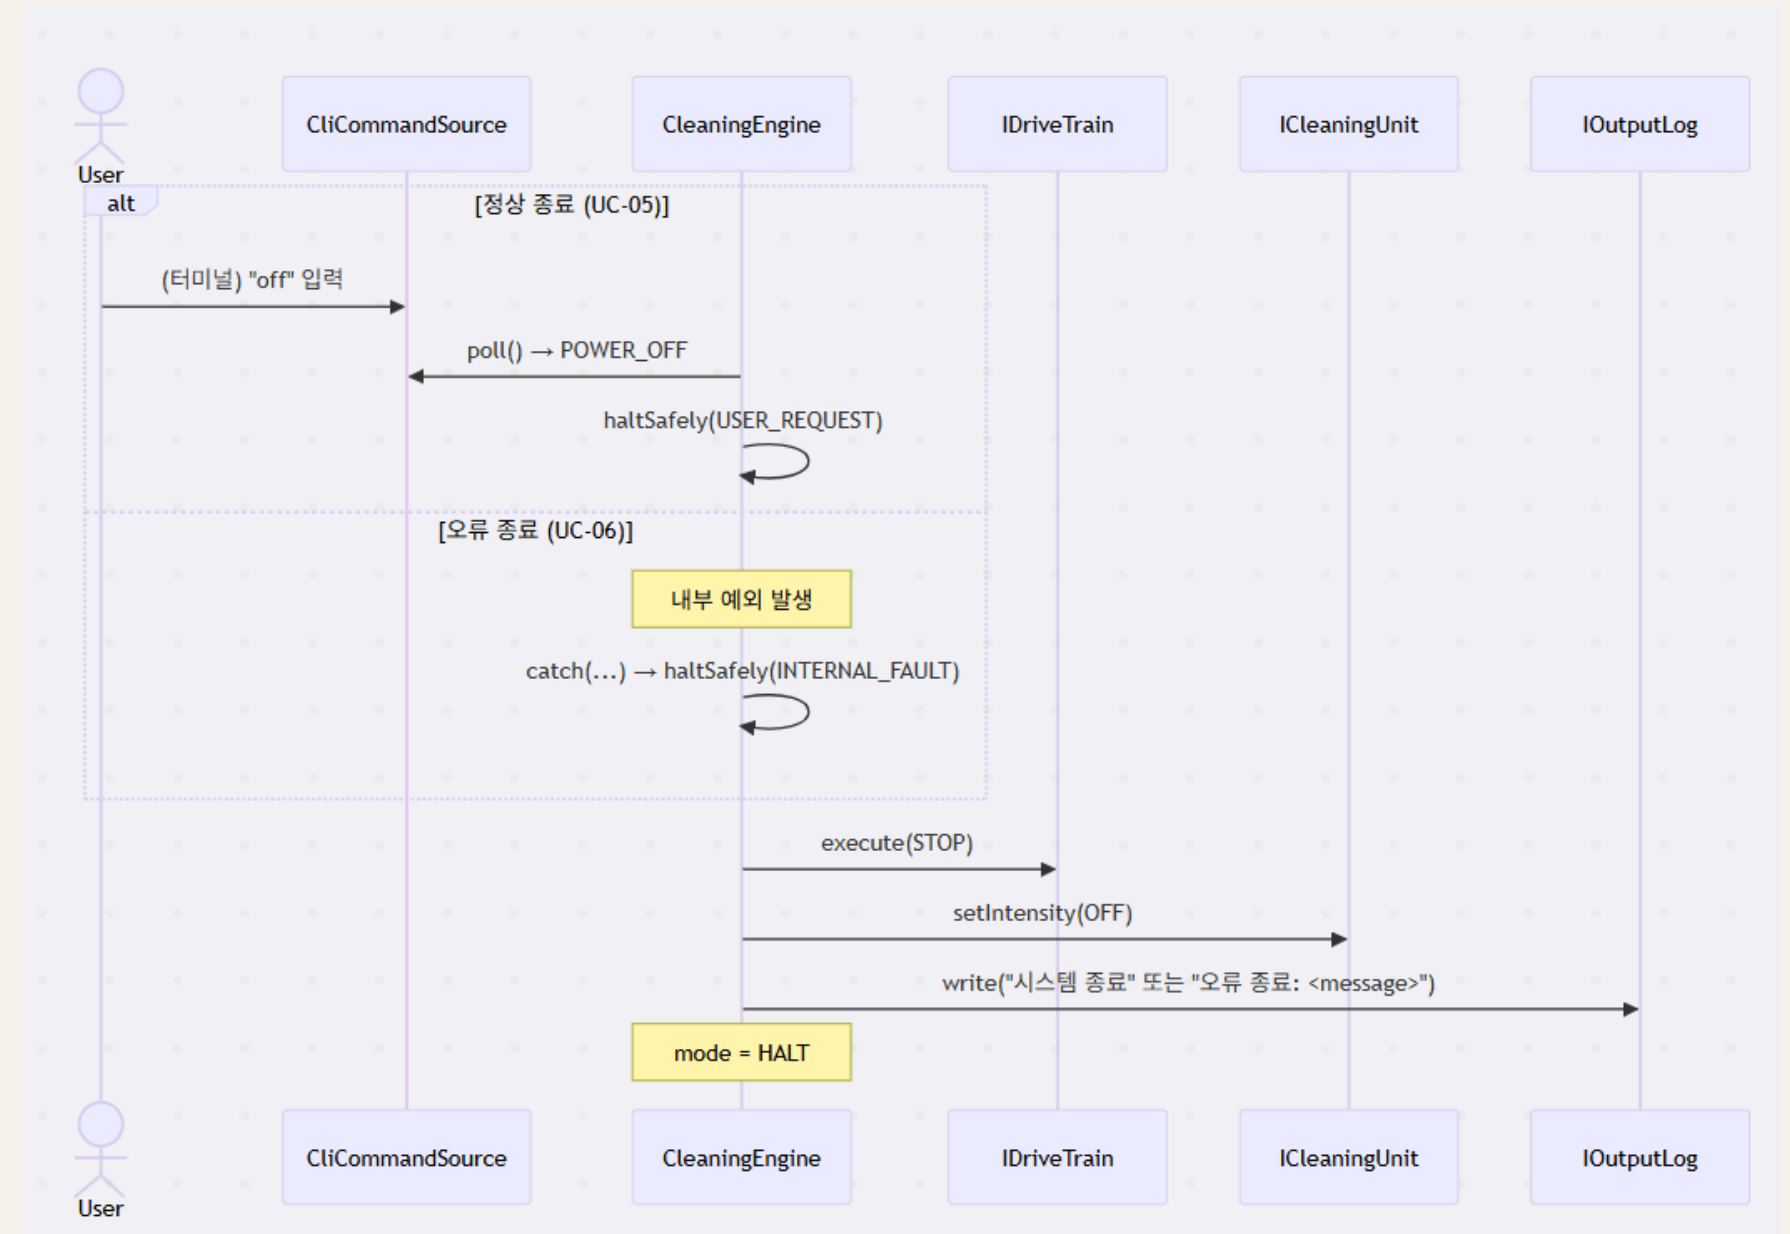 User
CliCommandSource
CleaningEngine
IDriveTrain
ICleaningUnit
IOutputLog
alt
[정상 종료 (UC-05)]
(터미널) "off" 입력
poll() → POWER_OFF
haltSafely(USER_REQUEST)
[오류 종료 (UC-06)]
내부 예외 발생
catch(...) → haltSafely(INTERNAL_FAULT)
execute(STOP)
setIntensity(OFF)
write("시스템 종료" 또는 "오류 종료: <message>")
mode = HALT
User
CliCommandSource
CleaningEngine
IDriveTrain
ICleaningUnit
IOutputLog